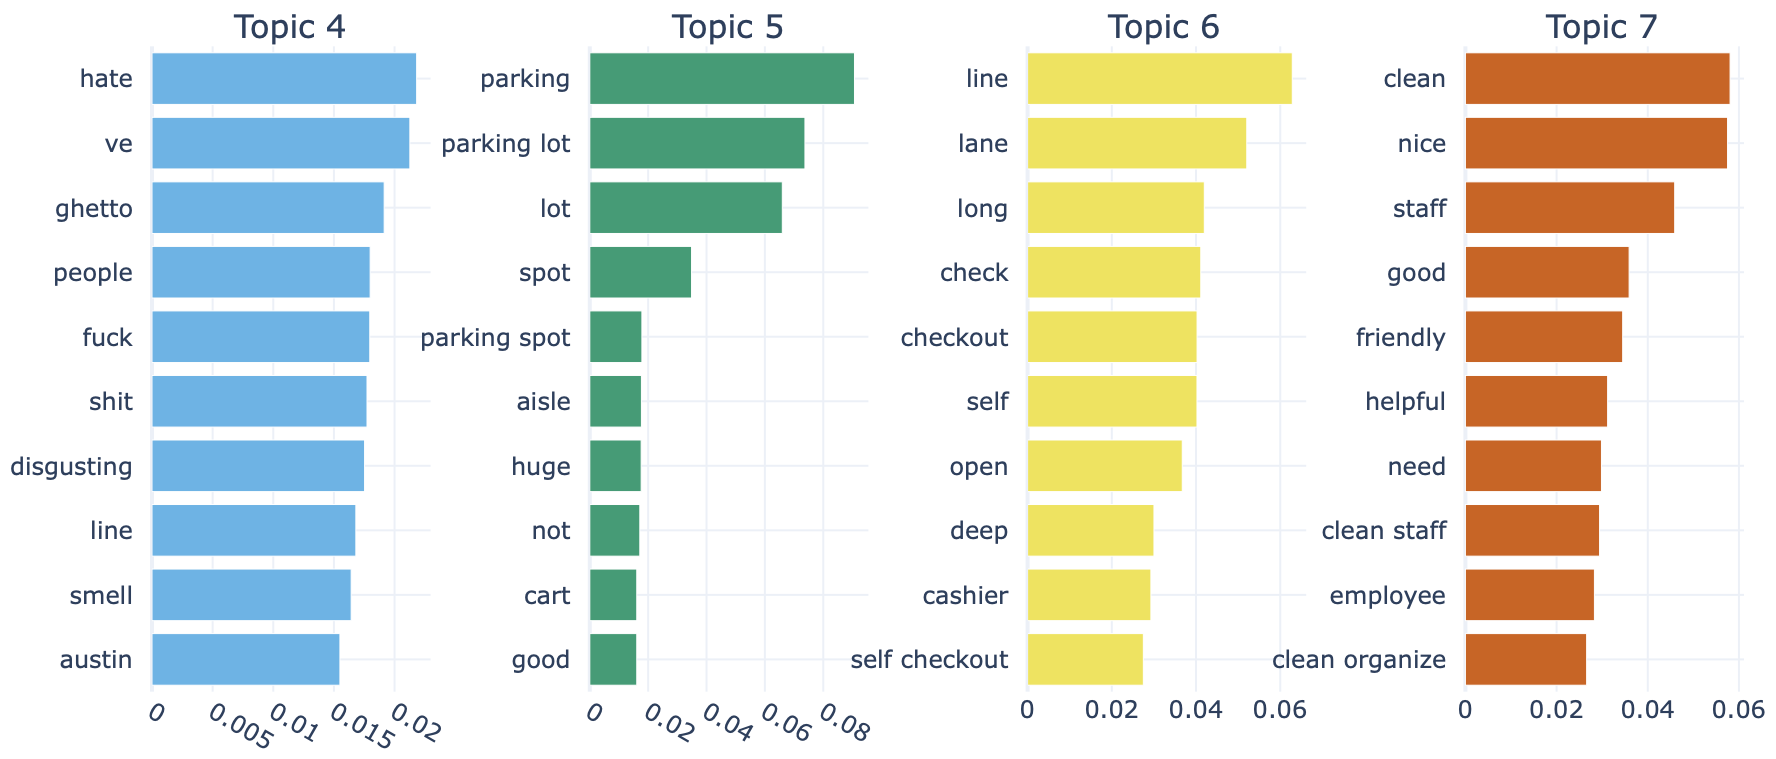 Topic 4
hate
ve
ghetto
people
fuck
shit
disgusting
line
smell
austin
0
0.005
0.01
0.015
0.02
Topic 5
parking
parking lot
lot
spot
parking spot
aisle
huge
not
cart
good
0
0.02
0.04
0.06
0.08
Topic 6
line
lane
long
check
checkout
self
open
deep
cashier
self checkout
0
0.02
0.04
0.06
Topic 7
clean
nice
staff
good
friendly
helpful
need
clean staff
employee
clean organize
0
0.02
0.04
0.06